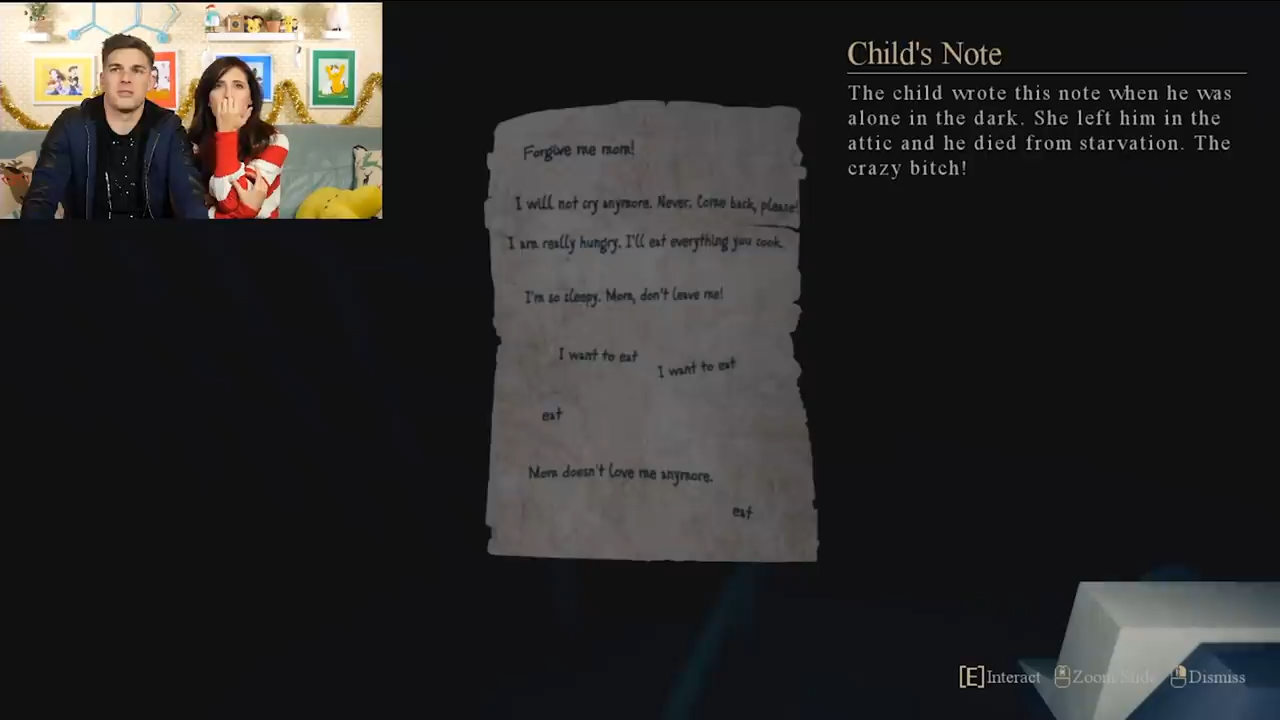 Child's Note
The child wrote this note when he was
alone in the dark. She left him in the
attic and he died from starvation. The
crazy bitch!
Forgive me mom!
I will not cry anymore. Never. Come back, please!
I am really hungry. I'll eat everything you cook.
I'm so sleepy. Mom, don't leave me!
I want to eat
I want to eat
eat
Mom doesn't love me anymore.
eat
[E]Interact Zoom Slide Dismiss